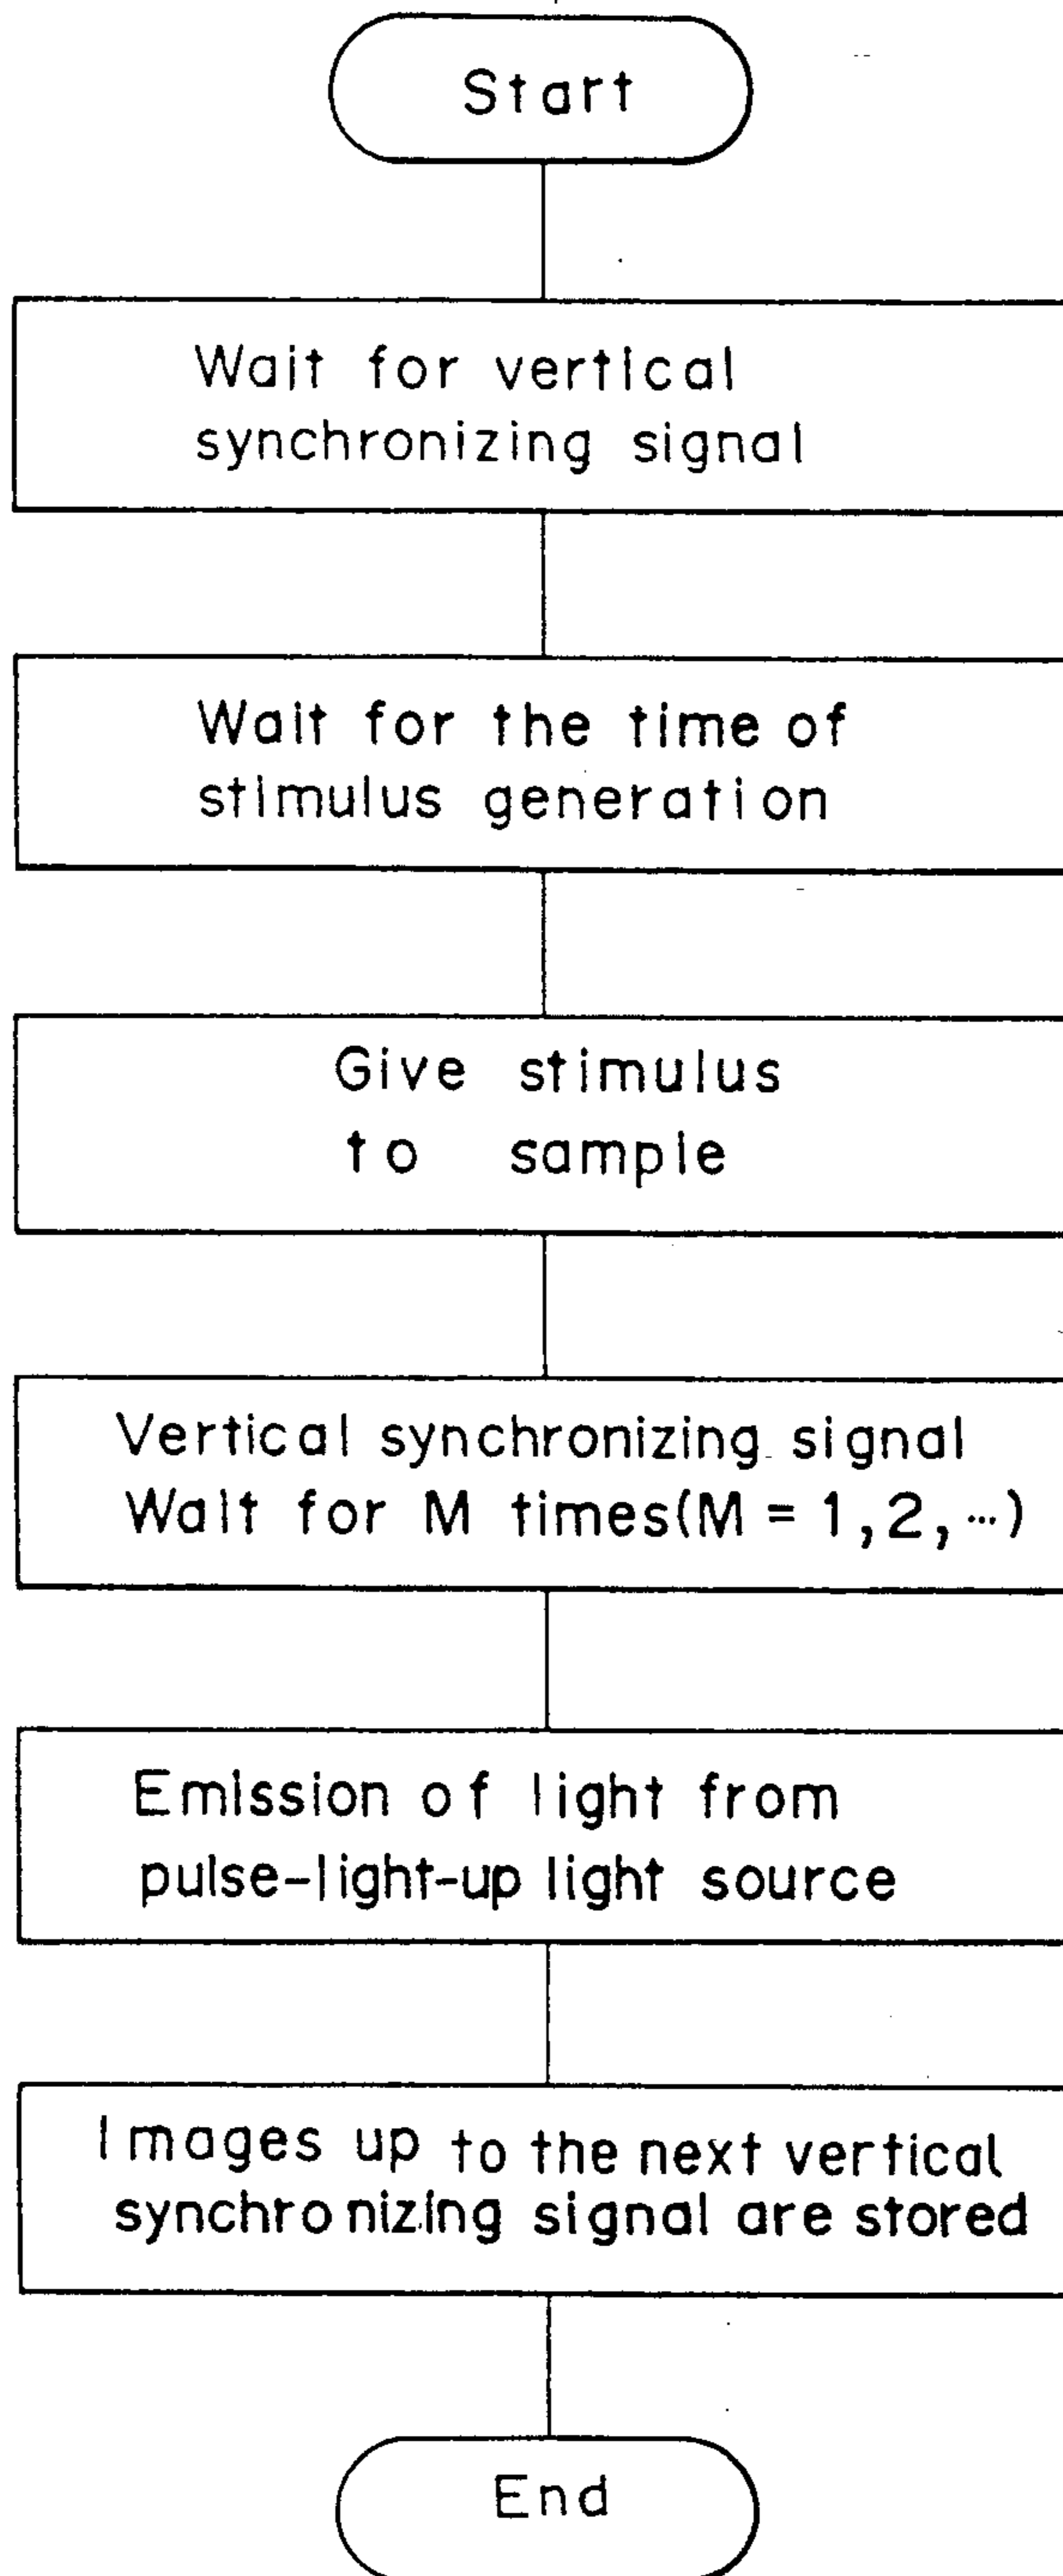 Start
Wait for vertical
synchronizing signal
Wait for the time of
stimulus generation
Give stimulus
to sample
Vertical synchronizing signal
Wait for M times(M = 1,2,…)
Emission of light from
pulse-light-up light source
Images up to the next vertical
synchronizing signal are stored
End